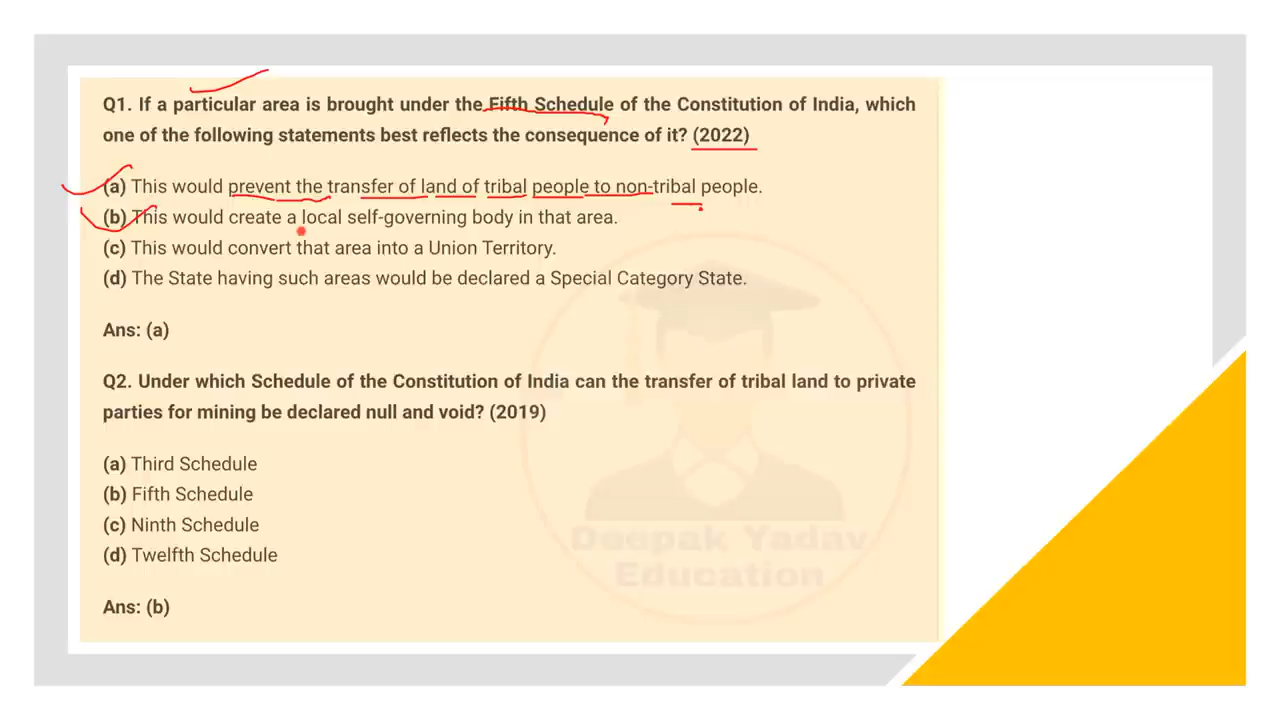 Q1. If a particular area is brought under the Fifth Schedule of the Constitution of India, which
one of the following statements best reflects the consequence of it? (2022)
(a) This would prevent the transfer of land of tribal people to non-tribal people.
(b) This would create a local self-governing body in that area.
(c) This would convert that area into a Union Territory.
(d) The State having such areas would be declared a Special Category State.
Ans: (a)
Q2. Under which Schedule of the Constitution of India can the transfer of tribal land to private
parties for mining be declared null and void? (2019)
(a) Third Schedule
(b) Fifth Schedule
(c) Ninth Schedule
(d) Twelfth Schedule
Deepak Yadav
Education
Ans: (b)